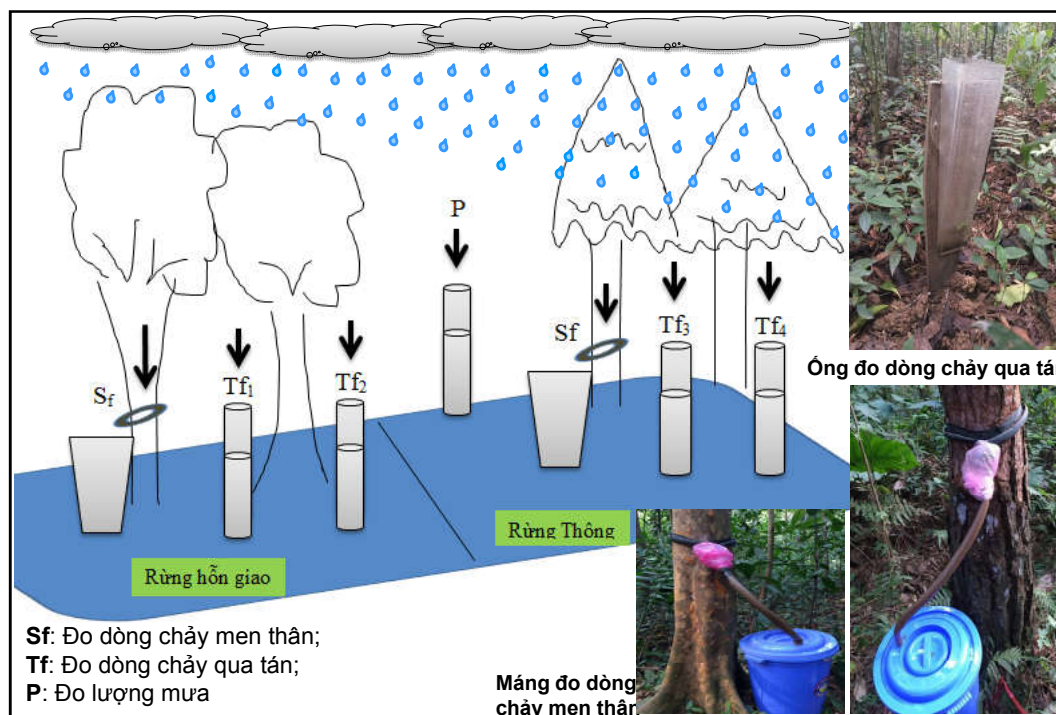 P
Sf
Tf₃
Tf₄
S_f
Tf₁
Tf₂
Ống đo dòng chảy qua tá
Rừng Thông
Rừng hỗn giao
Sf: Đo dòng chảy men thân;
Tf: Đo dòng chảy qua tán;
P: Đo lượng mưa
Máng đo dòng
chảy men thân